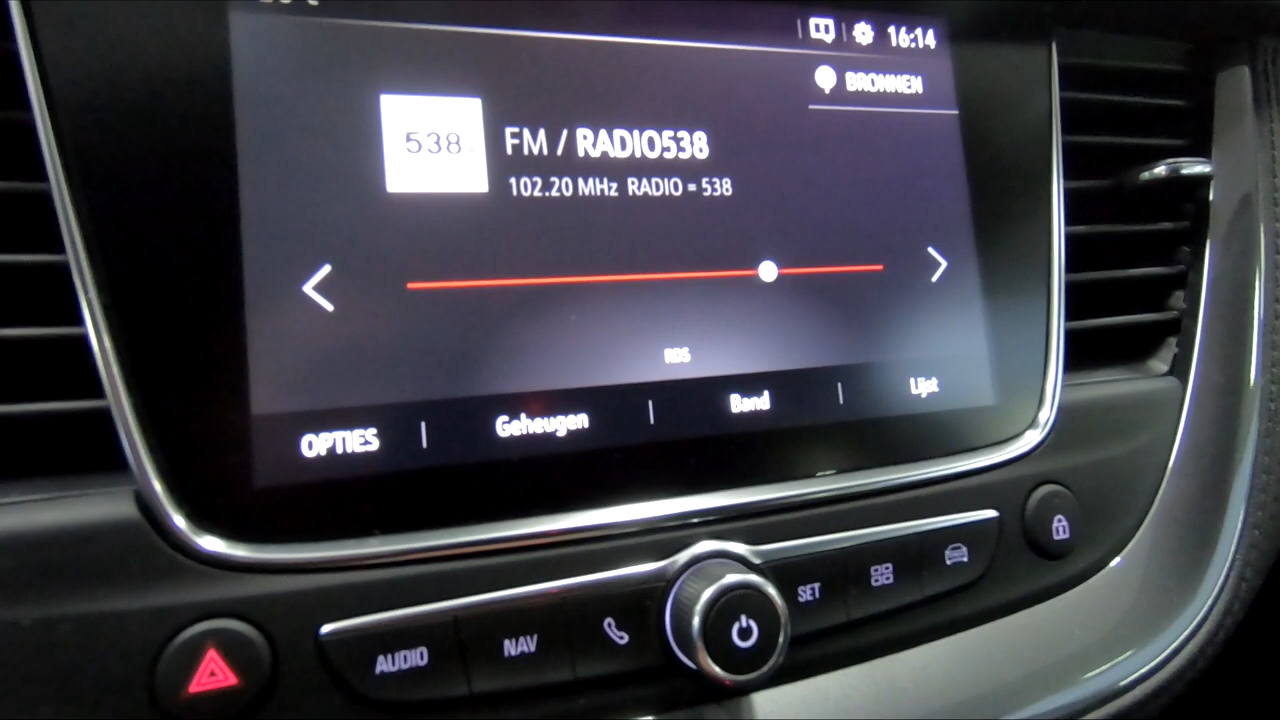 16:14
BRONNEN
538
FM / RADIO538
102.20 MHz RADIO = 538
RDS
OPTIES | Geheugen | Band | Lijst
AUDIO NAV SET